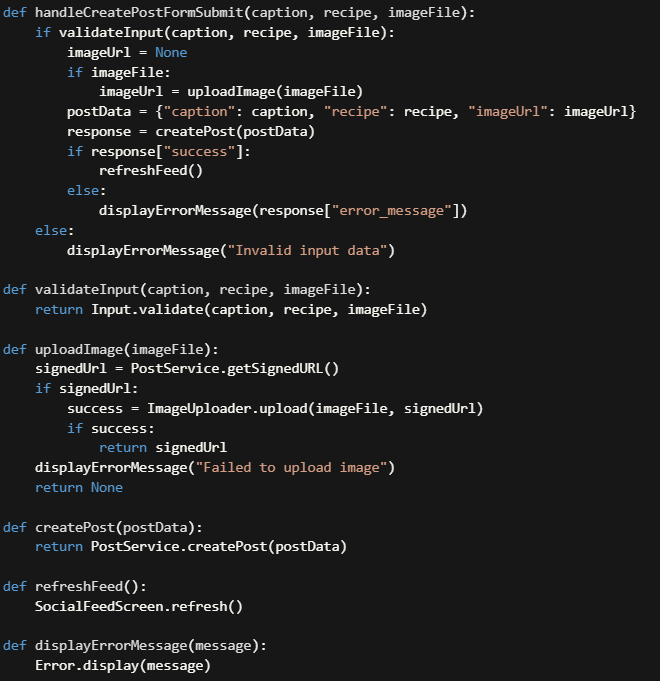 def handleCreatePostFormSubmit(caption, recipe, imageFile):
    if validateInput(caption, recipe, imageFile):
        imageUrl = None
        if imageFile:
            imageUrl = uploadImage(imageFile)
        postData = {"caption": caption, "recipe": recipe, "imageUrl": imageUrl}
        response = createPost(postData)
        if response["success"]:
            refreshFeed()
        else:
            displayErrorMessage(response["error_message"])
    else:
        displayErrorMessage("Invalid input data")

def validateInput(caption, recipe, imageFile):
    return Input.validate(caption, recipe, imageFile)

def uploadImage(imageFile):
    signedUrl = PostService.getSignedURL()
    if signedUrl:
        success = ImageUploader.upload(imageFile, signedUrl)
        if success:
            return signedUrl
    displayErrorMessage("Failed to upload image")
    return None

def createPost(postData):
    return PostService.createPost(postData)

def refreshFeed():
    SocialFeedScreen.refresh()

def displayErrorMessage(message):
    Error.display(message)